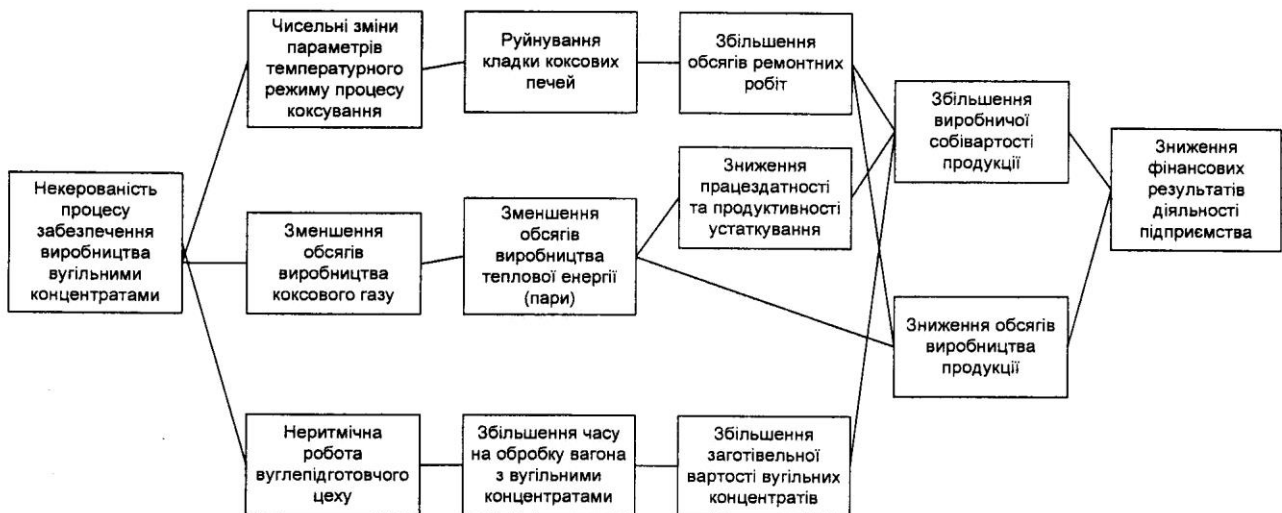 Некерованість
процесу
забезпечення
виробництва
вугільними
концентратами
Чисельні зміни
параметрів
температурного
режиму процесу
коксування
Руйнування
кладки коксових
печей
Збільшення
обсягів ремонтних
робіт
Зменшення
обсягів
виробництва
коксового газу
Зменшення
обсягів
виробництва
теплової енергії
(пари)
Зниження
працездатності
та продуктивності
устаткування
Неритмічна
робота
вуглепідготовчого
цеху
Збільшення часу
на обробку вагона
з вугільними
концентратами
Збільшення
заготівельної
вартості вугільних
концентратів
Збільшення
виробничої
собівартості
продукції
Зниження обсягів
виробництва
продукції
Зниження
фінансових
результатів
діяльності
підприємства